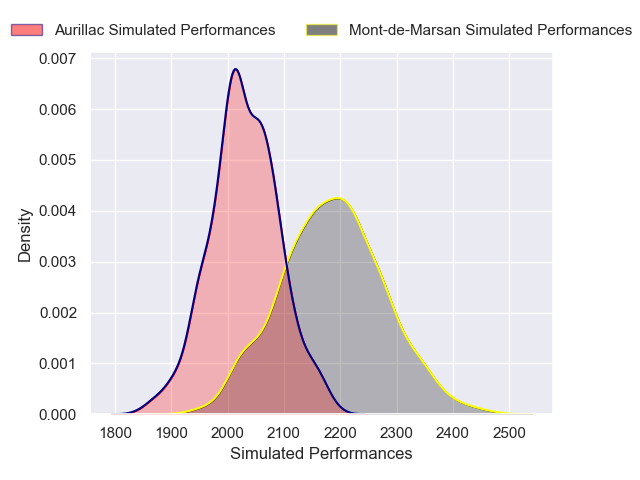 Aurillac Simulated Performances
Mont-de-Marsan Simulated Performances
0.007
0.006
0.005
0.004
0.003
0.002
0.001
0.000
Density
1800 1900 2000 2100 2200 2300 2400 2500
Simulated Performances